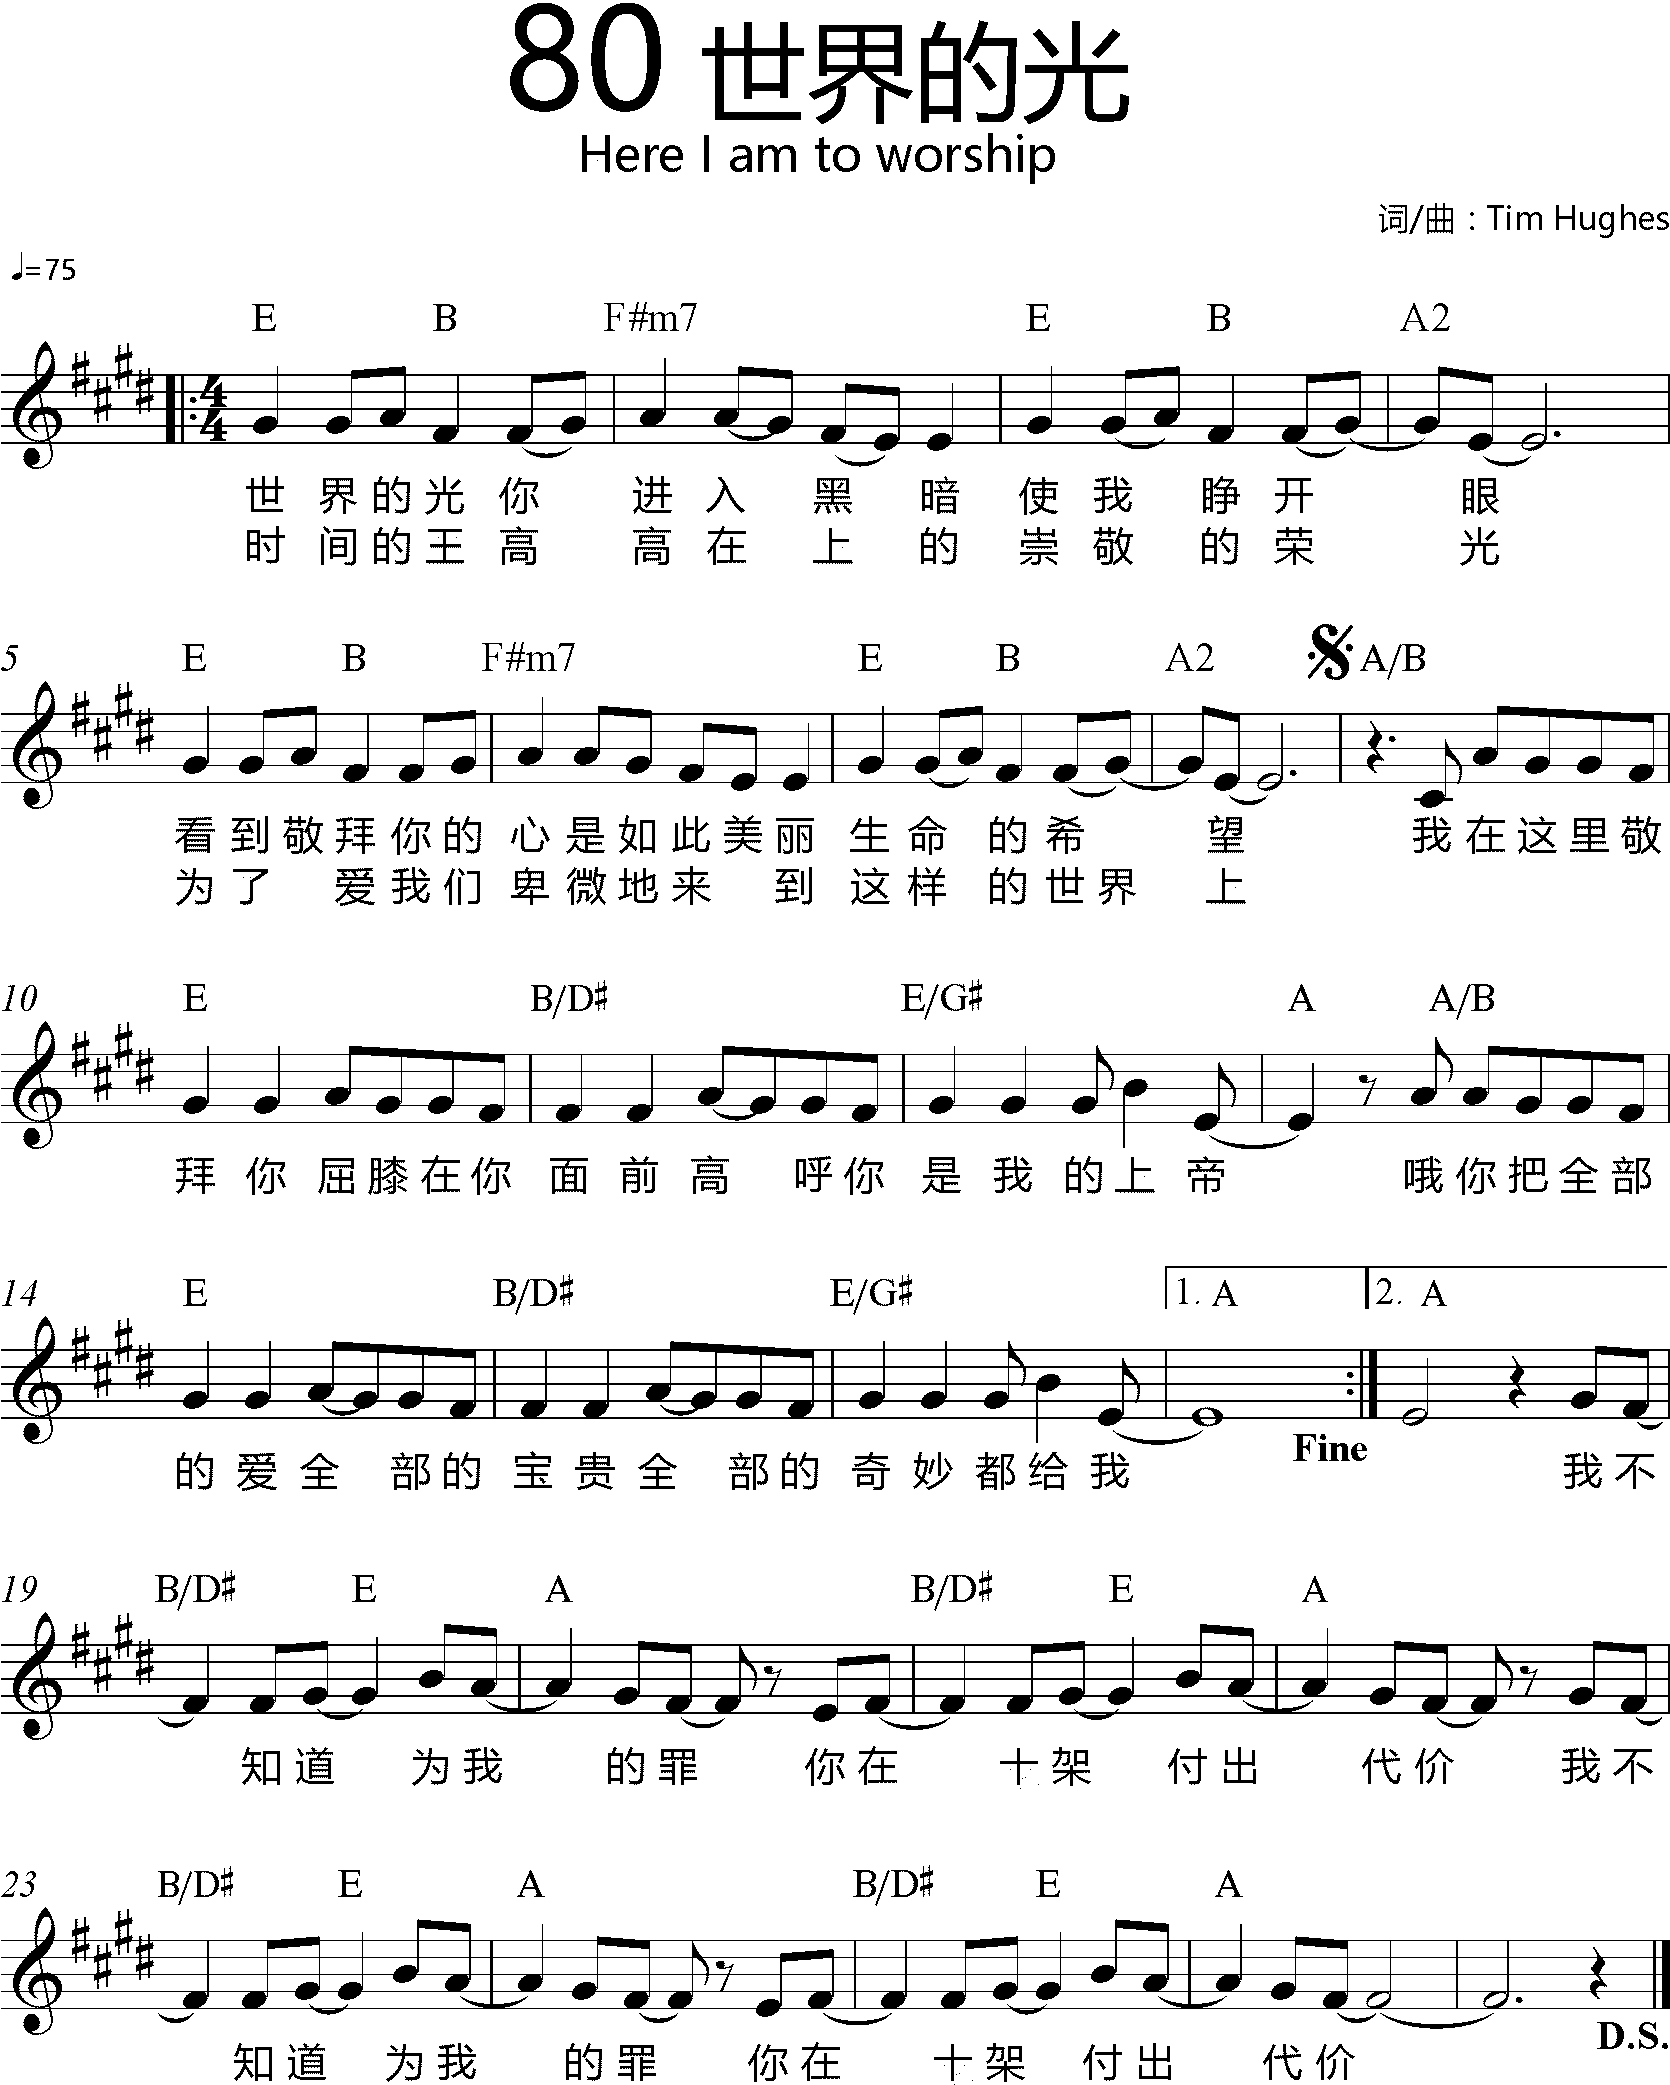 80 世界的光
Here I am to worship
词/曲：Tim Hughes
♩=75
E B F#m7 E B A2
世 界 的 光 你 进 入 黑 暗 使 我 睁 开 眼
时 间 的 王 高 高 在 上 的 崇 敬 的 荣 光
5 E B F#m7 E B A2 A/B
看 到 敬 拜 你 的 心 是 如 此 美 丽 生 命 的 希 望 我 在 这 里 敬
为 了 爱 我 们 卑 微 地 来 到 这 样 的 世 界 上
10 E B/D♯ E/G♯ A A/B
拜 你 屈 膝 在 你 面 前 高 呼 你 是 我 的 上 帝 哦 你 把 全 部
14 E B/D♯ E/G♯ 1. A 2. A
Fine
的 爱 全 部 的 宝 贵 全 部 的 奇 妙 都 给 我 我 不
19 B/D♯ E A B/D♯ E A
知 道 为 我 的 罪 你 在 十 架 付 出 代 价 我 不
23 B/D♯ E A B/D♯ E A
D.S.
知 道 为 我 的 罪 你 在 十 架 付 出 代 价